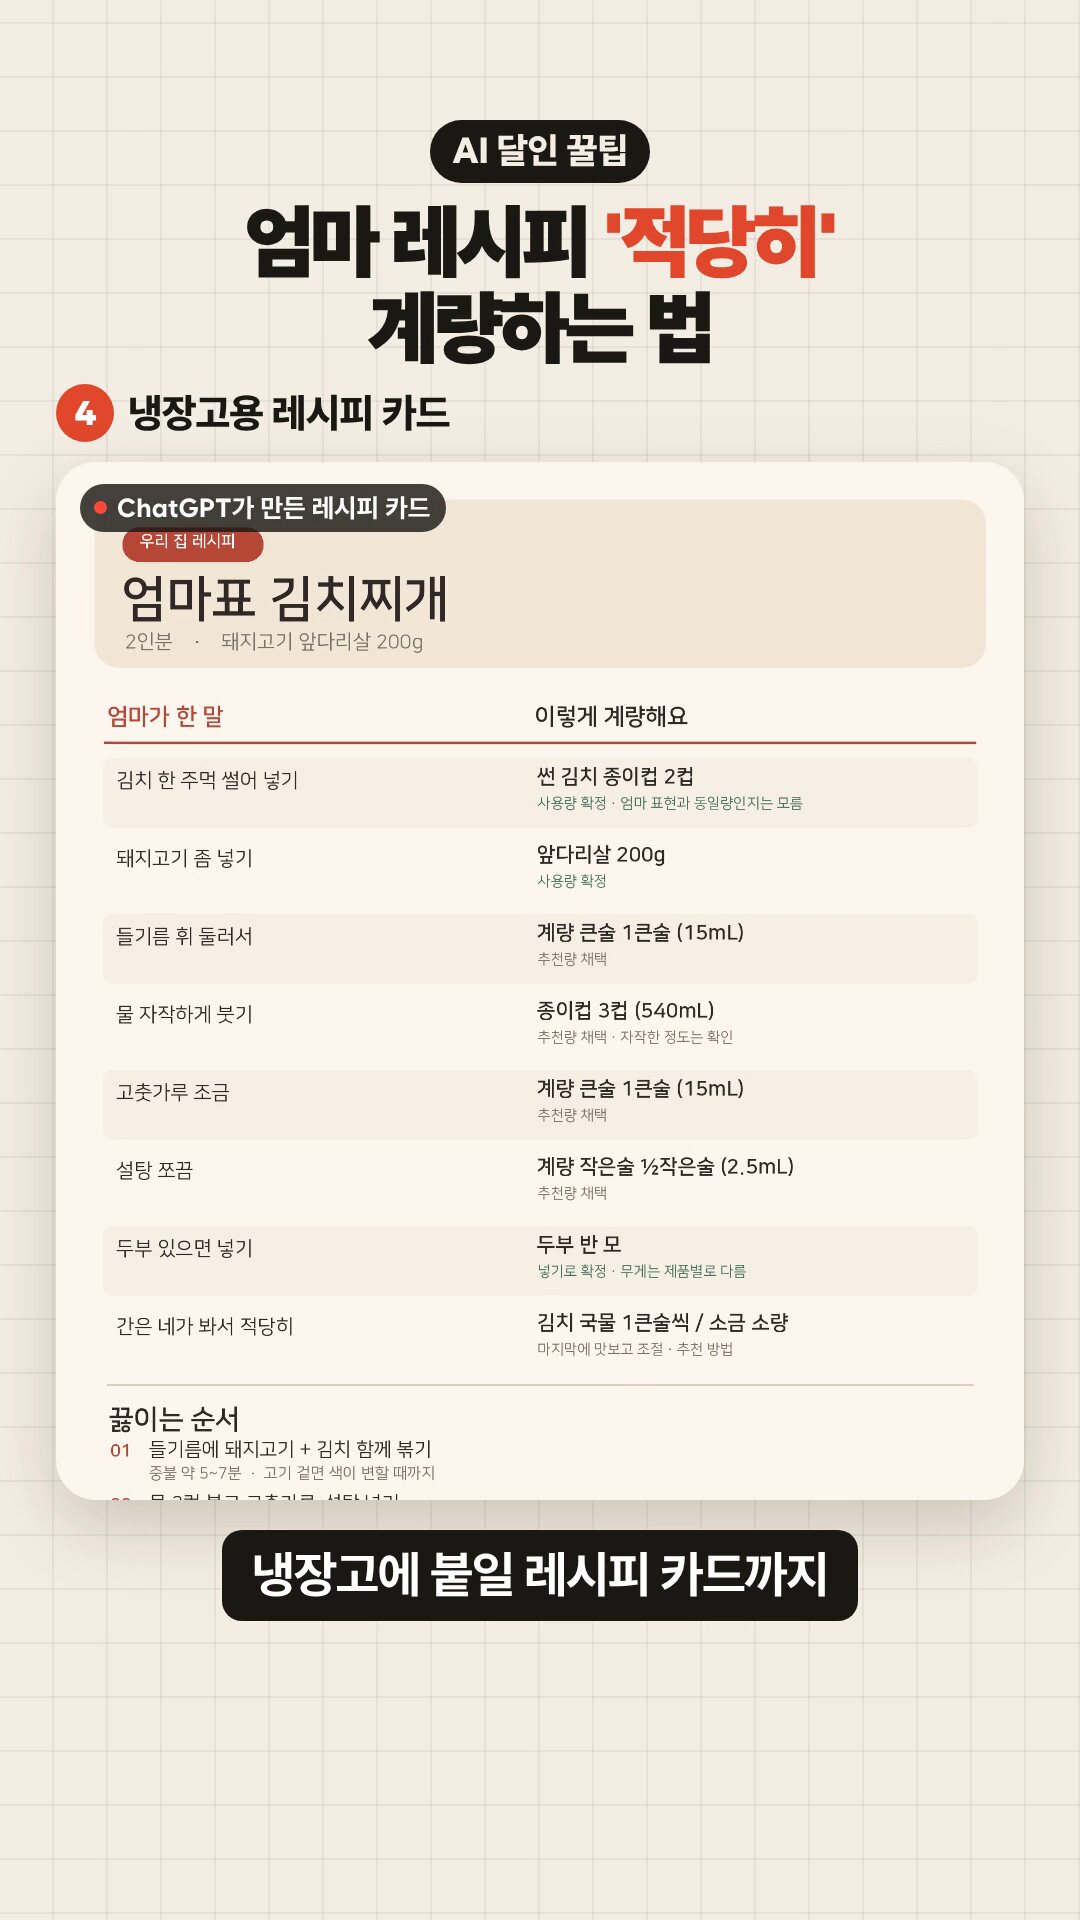 AI 달인 꿀팁
엄마 레시피 '적당히'
계량하는 법
4 냉장고용 레시피 카드
ChatGPT가 만든 레시피 카드
우리 집 레시피
엄마표 김치찌개
2인분 · 돼지고기 앞다리살 200g
엄마가 한 말 이렇게 계량해요
김치 한 주먹 썰어 넣기 썬 김치 종이컵 2컵
사용량 확정 · 엄마 표현과 동일량인지는 모름
돼지고기 좀 넣기 앞다리살 200g
사용량 확정
들기름 휘 둘러서 계량 큰술 1큰술 (15mL)
추천량 채택
물 자작하게 붓기 종이컵 3컵 (540mL)
추천량 채택 · 자작한 정도는 확인
고춧가루 조금 계량 큰술 1큰술 (15mL)
추천량 채택
설탕 쪼끔 계량 작은술 ½작은술 (2.5mL)
추천량 채택
두부 있으면 넣기 두부 반 모
넣기로 확정 · 무게는 제품별로 다름
간은 네가 봐서 적당히 김치 국물 1큰술씩 / 소금 소량
마지막에 맛보고 조절 · 추천 방법
끓이는 순서
01 들기름에 돼지고기 + 김치 함께 볶기
중불 약 5~7분 · 고기 겉면 색이 변할 때까지
냉장고에 붙일 레시피 카드까지